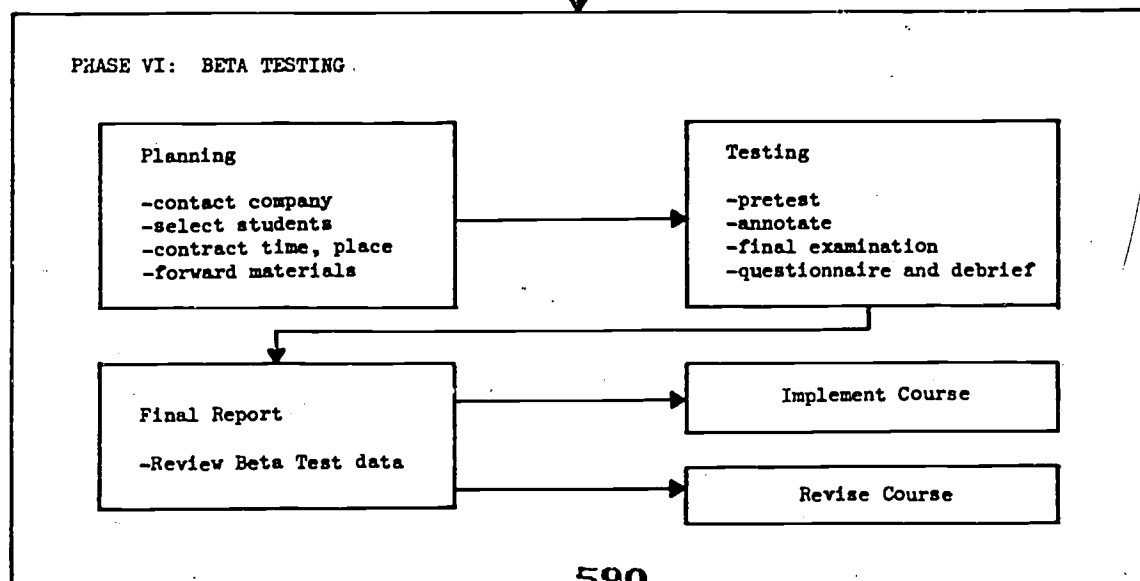 PHASE VI: BETA TESTING
Planning
-contact company
-select students
-contract time, place
-forward materials
Testing
-pretest
-annotate
-final examination
-questionnaire and debrief
Final Report
-Review Beta Test data
Implement Course
Revise Course
590